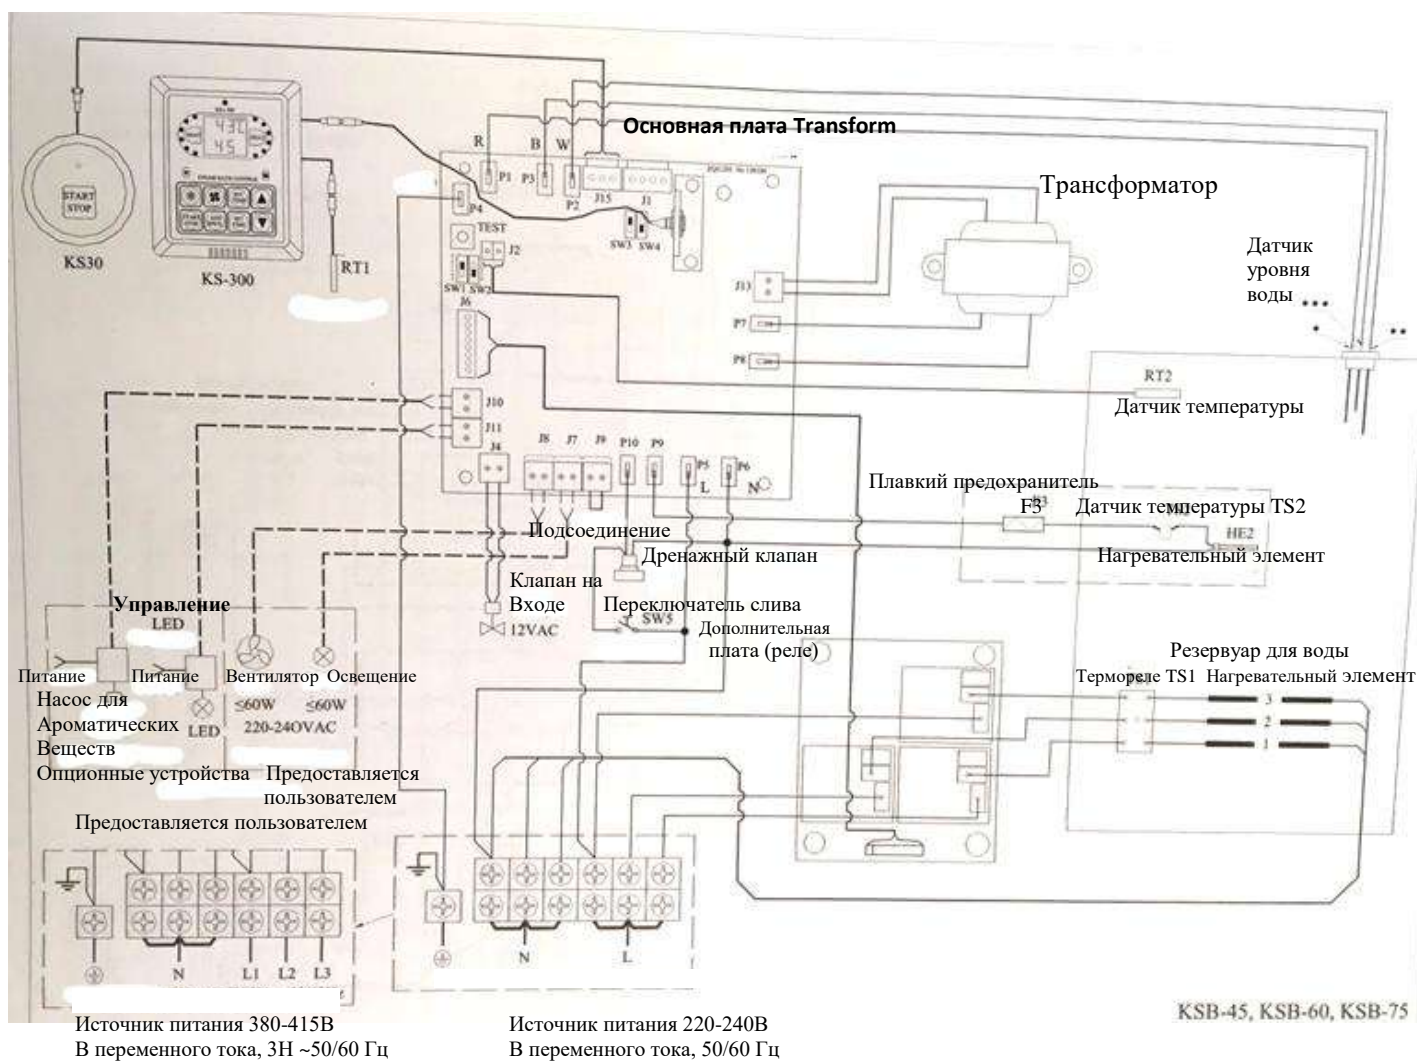 Основная плата Transform
R
B
W
P1
P3
P2
J15
J1
P4
TEST
J2
SW3
SW4
SW1
SW2
J6
START
STOP
KS30
43C
45
KS-300
RT1
Трансформатор
J13
P7
P8
Датчик
уровня
воды
RT2
Датчик температуры
J10
J11
J4
J8
J7
J9
P10
P9
P5
P6
L
N
Плавкий предохранитель
F3
Датчик температуры TS2
HE2
Нагревательный элемент
Подсоединение
Дренажный клапан
Клапан на
Входе
12VAC
Переключатель слива
SW5
Дополнительная
плата (реле)
Управление
LED
Питание
Питание
Вентилятор
Освещение
Насос для
Ароматических
Веществ
LED
≤60W
≤60W
220-240VAC
Опционные устройства
Предоставляется
пользователем
Предоставляется пользователем
Резервуар для воды
Термореле TS1
Нагревательный элемент
3
2
1
N
L1
L2
L3
N
L
Источник питания 380-415В
В переменного тока, 3Н ~50/60 Гц
Источник питания 220-240В
В переменного тока, 50/60 Гц
KSB-45, KSB-60, KSB-75